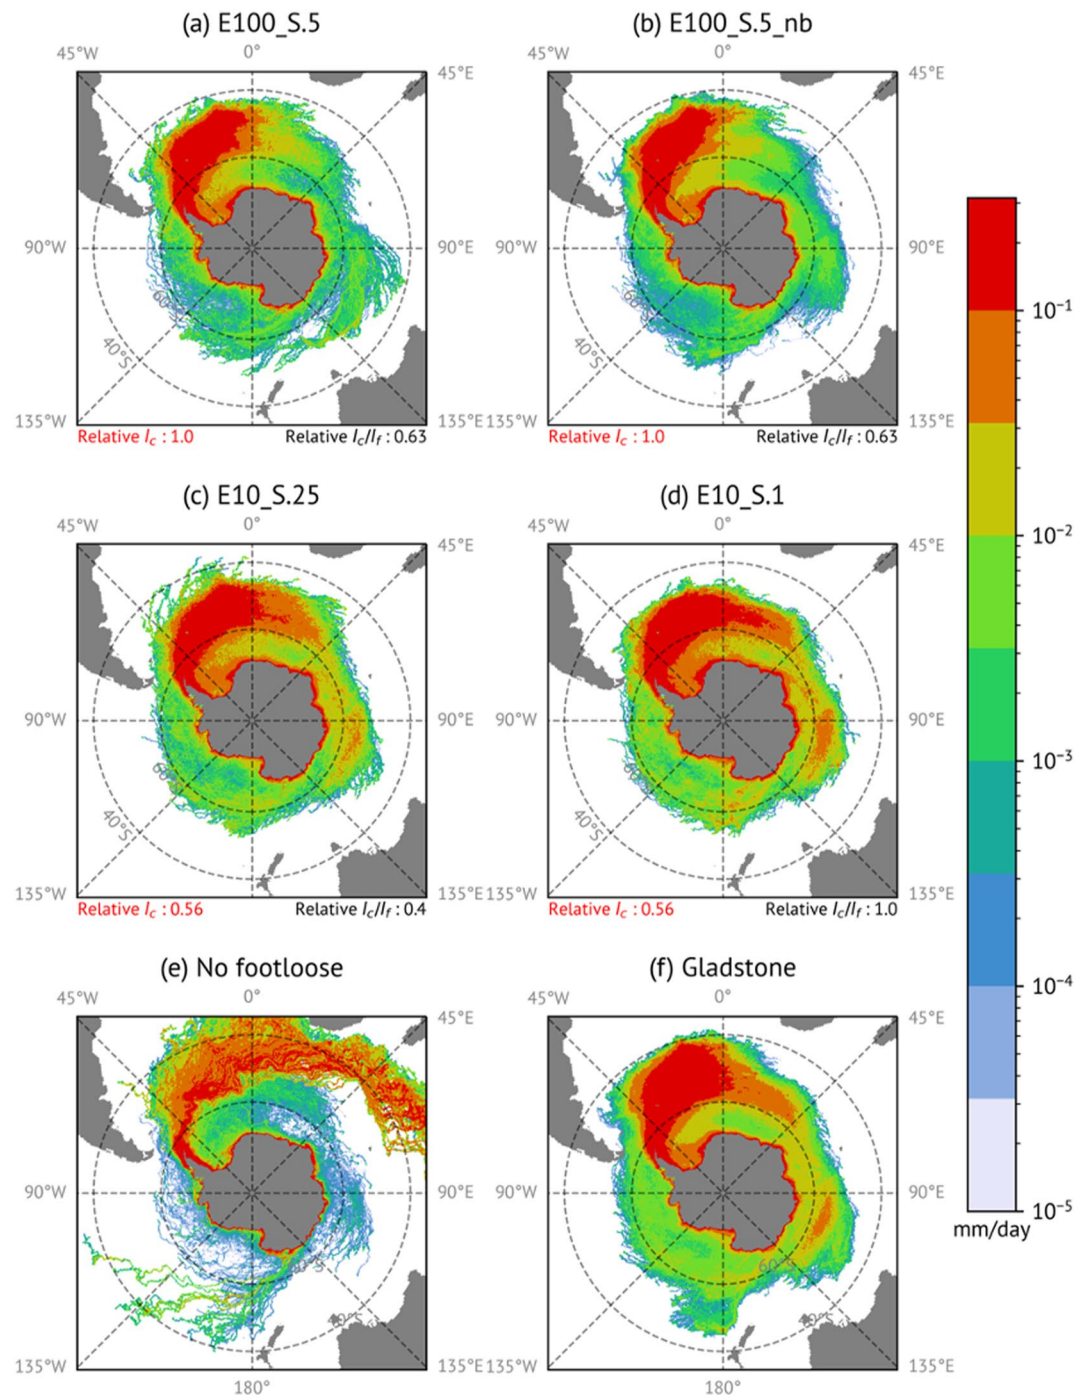 (a) E100_S.5
(b) E100_S.5_nb
45°W 0° 45°E
45°W 0° 45°E
90°W 90°E
90°W 90°E
60°S
40°S
40°S
135°W 135°E
135°W 135°E
Relative Ic : 1.0 Relative Ic/If : 0.63
Relative Ic : 1.0 Relative Ic/If : 0.63
(c) E10_S.25
(d) E10_S.1
45°W 0° 45°E
45°W 0° 45°E
90°W 90°E
90°W 90°E
40°S
40°S
135°W 135°E
135°W 135°E
Relative Ic : 0.56 Relative Ic/If : 0.4
Relative Ic : 0.56 Relative Ic/If : 1.0
(e) No footloose
(f) Gladstone
45°W 0° 45°E
45°W 0° 45°E
90°W 90°E
90°W 90°E
60°S
135°W 180° 135°E
135°W 180° 135°E
10⁻¹
10⁻²
10⁻³
10⁻⁴
10⁻⁵
mm/day